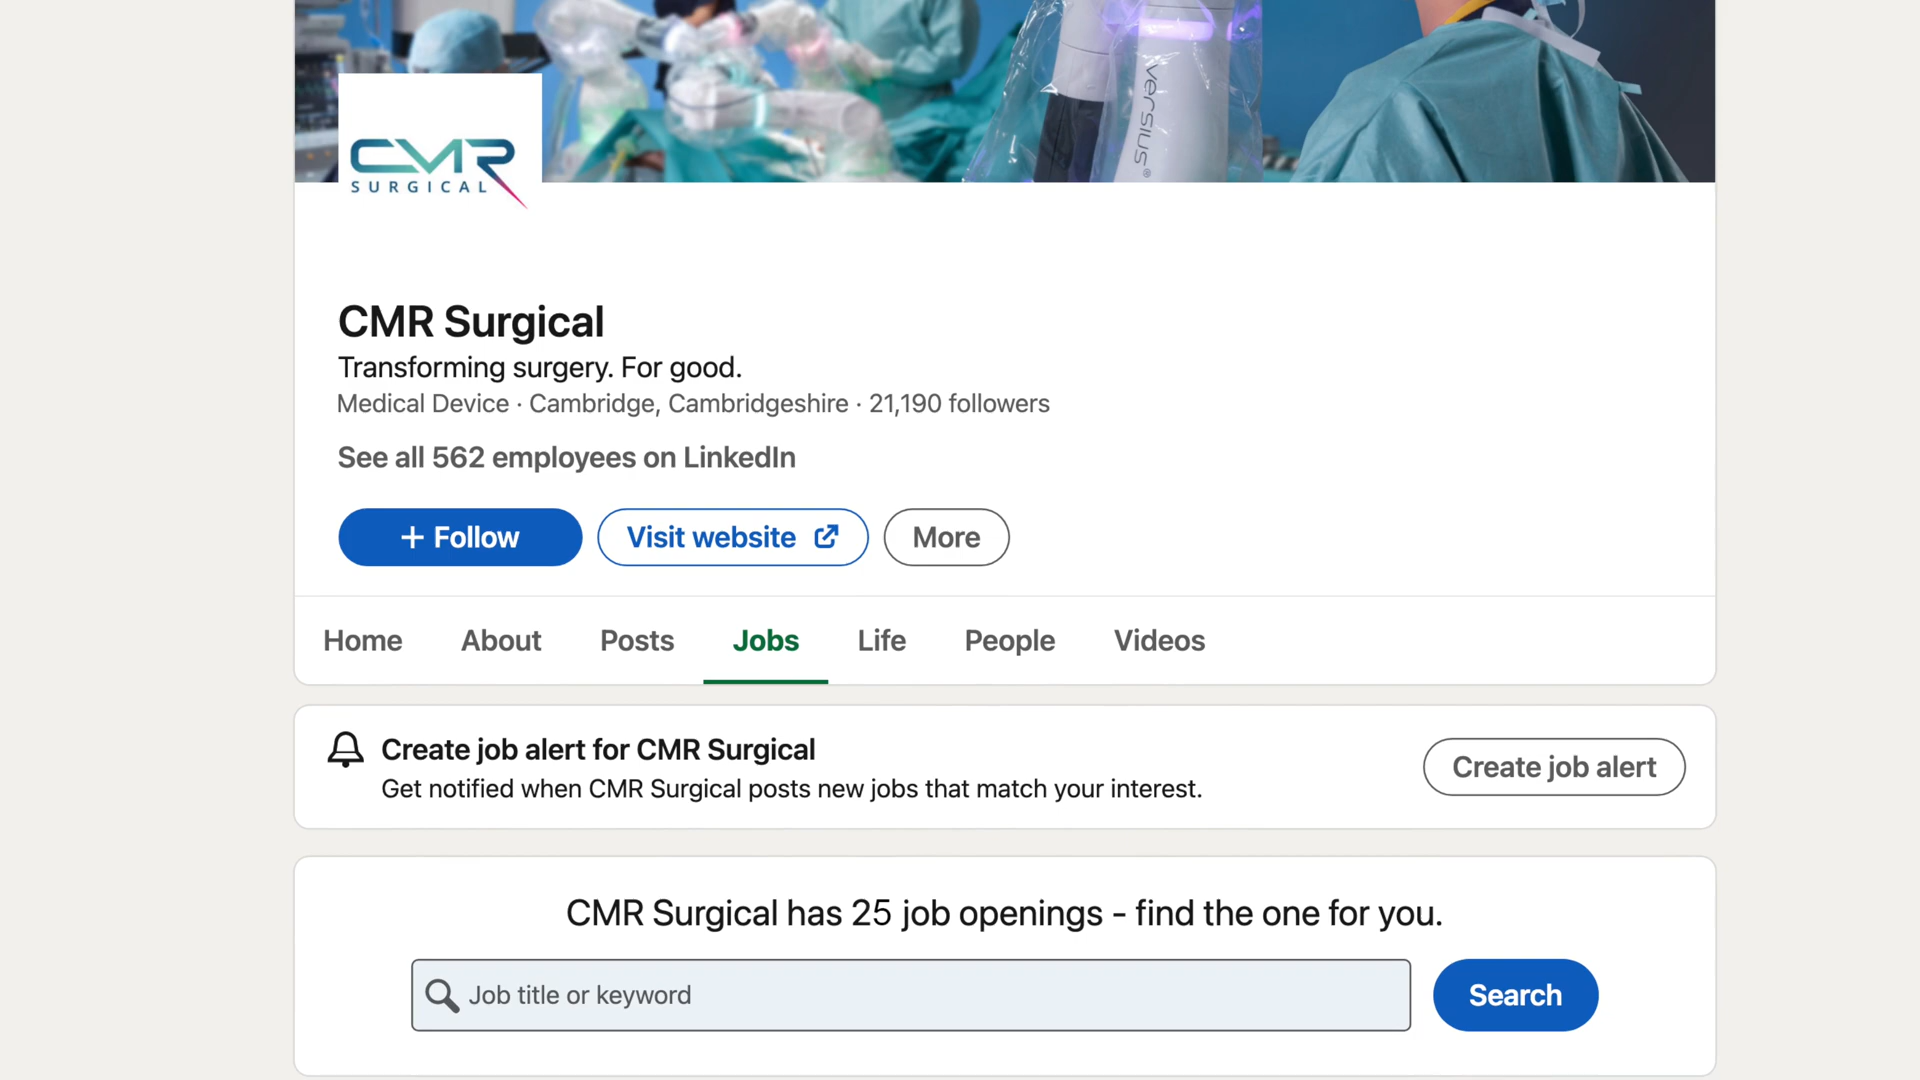 versius®
CMR
SURGICAL
CMR Surgical
Transforming surgery. For good.
Medical Device · Cambridge, Cambridgeshire · 21,190 followers
See all 562 employees on LinkedIn
+ Follow
Visit website
More
Home About Posts Jobs Life People Videos
Create job alert for CMR Surgical
Get notified when CMR Surgical posts new jobs that match your interest.
Create job alert
CMR Surgical has 25 job openings - find the one for you.
Job title or keyword
Search